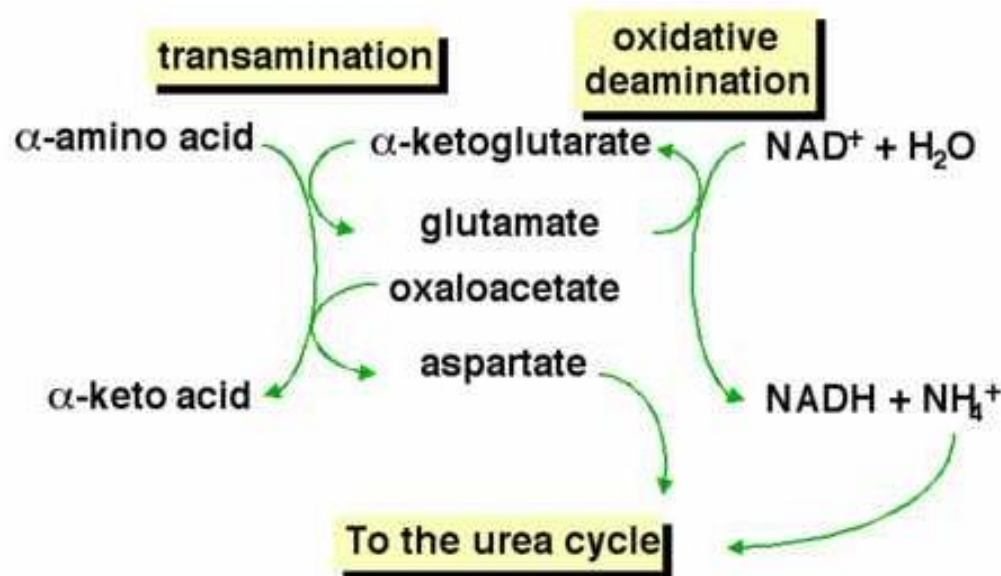 transamination
oxidative
deamination
α-amino acid
α-ketoglutarate
NAD⁺ + H₂O
glutamate
oxaloacetate
aspartate
α-keto acid
NADH + NH₄⁺
To the urea cycle